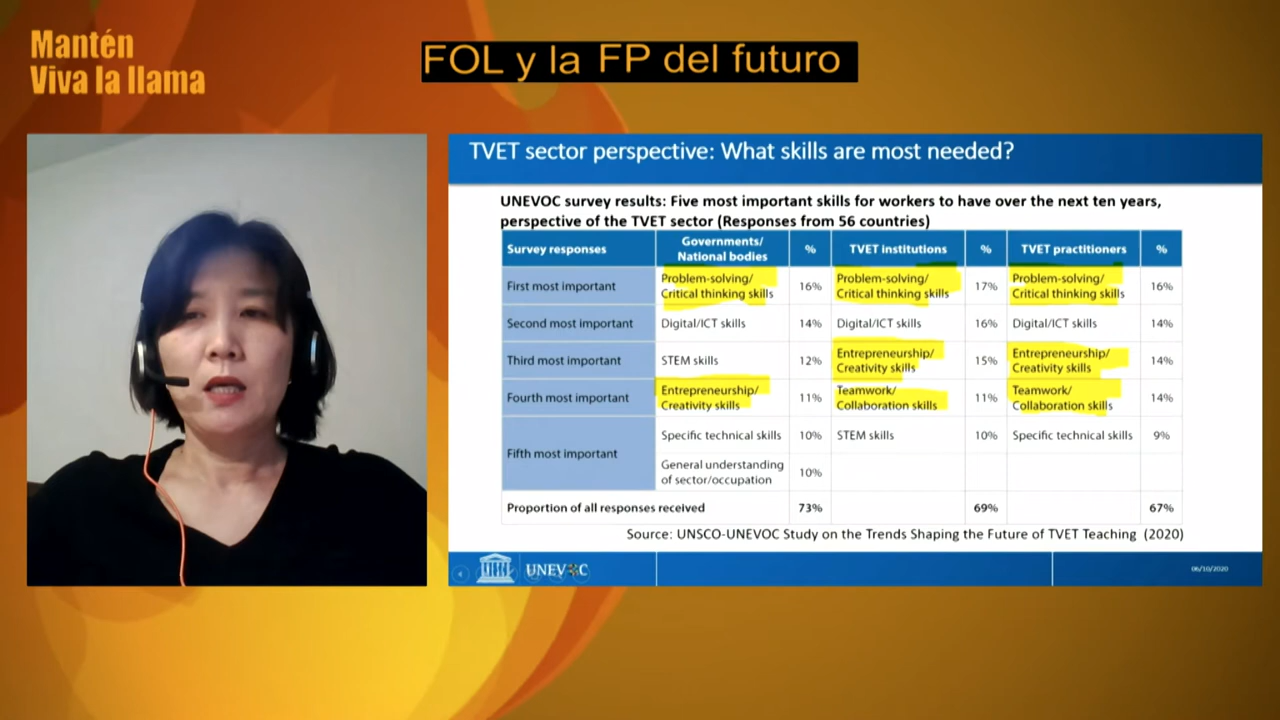 Mantén
Viva la llama
FOL y la FP del futuro
TVET sector perspective: What skills are most needed?
UNEVOC survey results: Five most important skills for workers to have over the next ten years,
perspective of the TVET sector (Responses from 56 countries)
Survey responses
Governments/
National bodies
%
TVET institutions
%
TVET practitioners
%
First most important
Problem-solving/
Critical thinking skills
16%
Problem-solving/
Critical thinking skills
17%
Problem-solving/
Critical thinking skills
16%
Second most important
Digital/ICT skills
14%
Digital/ICT skills
16%
Digital/ICT skills
14%
Third most important
STEM skills
12%
Entrepreneurship/
Creativity skills
15%
Entrepreneurship/
Creativity skills
14%
Fourth most important
Entrepreneurship/
Creativity skills
11%
Teamwork/
Collaboration skills
11%
Teamwork/
Collaboration skills
14%
Fifth most important
Specific technical skills
10%
STEM skills
10%
Specific technical skills
9%
General understanding
of sector/occupation
10%
Proportion of all responses received
73%
69%
67%
Source: UNSCO-UNEVOC Study on the Trends Shaping the Future of TVET Teaching (2020)
UNEVOC
06/10/2020